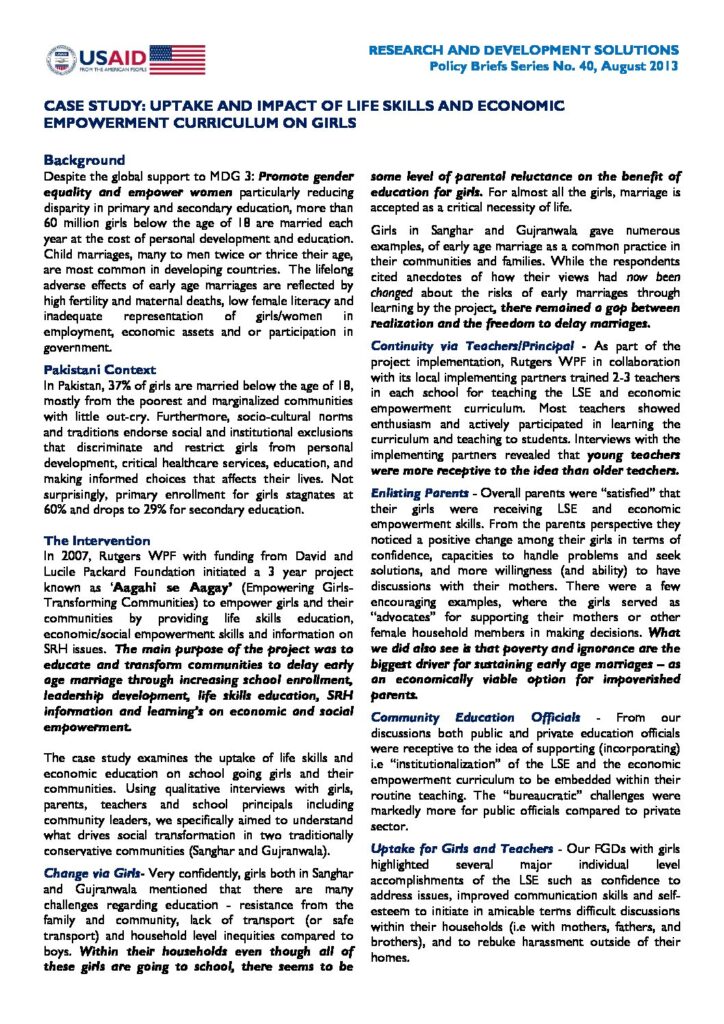 USAID
FROM THE AMERICAN PEOPLE
RESEARCH AND DEVELOPMENT SOLUTIONS
Policy Briefs Series No. 40, August 2013
CASE STUDY: UPTAKE AND IMPACT OF LIFE SKILLS AND ECONOMIC
EMPOWERMENT CURRICULUM ON GIRLS
Background
Despite the global support to MDG 3: Promote gender
equality and empower women particularly reducing
disparity in primary and secondary education, more than
60 million girls below the age of 18 are married each
year at the cost of personal development and education.
Child marriages, many to men twice or thrice their age,
are most common in developing countries. The lifelong
adverse effects of early age marriages are reflected by
high fertility and maternal deaths, low female literacy and
inadequate representation of girls/women in
employment, economic assets and or participation in
government.
Pakistani Context
In Pakistan, 37% of girls are married below the age of 18,
mostly from the poorest and marginalized communities
with little out-cry. Furthermore, socio-cultural norms
and traditions endorse social and institutional exclusions
that discriminate and restrict girls from personal
development, critical healthcare services, education, and
making informed choices that affects their lives. Not
surprisingly, primary enrollment for girls stagnates at
60% and drops to 29% for secondary education.
The Intervention
In 2007, Rutgers WPF with funding from David and
Lucile Packard Foundation initiated a 3 year project
known as 'Aagahi se Aagay' (Empowering Girls-
Transforming Communities) to empower girls and their
communities by providing life skills education,
economic/social empowerment skills and information on
SRH issues. The main purpose of the project was to
educate and transform communities to delay early
age marriage through increasing school enrollment,
leadership development, life skills education, SRH
information and learning's on economic and social
empowerment.
The case study examines the uptake of life skills and
economic education on school going girls and their
communities. Using qualitative interviews with girls,
parents, teachers and school principals including
community leaders, we specifically aimed to understand
what drives social transformation in two traditionally
conservative communities (Sanghar and Gujranwala).
Change via Girls- Very confidently, girls both in Sanghar
and Gujranwala mentioned that there are many
challenges regarding education - resistance from the
family and community, lack of transport (or safe
transport) and household level inequities compared to
boys. Within their households even though all of
these girls are going to school, there seems to be
some level of parental reluctance on the benefit of
education for girls. For almost all the girls, marriage is
accepted as a critical necessity of life.
Girls in Sanghar and Gujranwala gave numerous
examples, of early age marriage as a common practice in
their communities and families. While the respondents
cited anecdotes of how their views had now been
changed about the risks of early marriages through
learning by the project, there remained a gap between
realization and the freedom to delay marriages.
Continuity via Teachers/Principal - As part of the
project implementation, Rutgers WPF in collaboration
with its local implementing partners trained 2-3 teachers
in each school for teaching the LSE and economic
empowerment curriculum. Most teachers showed
enthusiasm and actively participated in learning the
curriculum and teaching to students. Interviews with the
implementing partners revealed that young teachers
were more receptive to the idea than older teachers.
Enlisting Parents - Overall parents were "satisfied" that
their girls were receiving LSE and economic
empowerment skills. From the parents perspective they
noticed a positive change among their girls in terms of
confidence, capacities to handle problems and seek
solutions, and more willingness (and ability) to have
discussions with their mothers. There were a few
encouraging examples, where the girls served as
"advocates" for supporting their mothers or other
female household members in making decisions. What
we did also see is that poverty and ignorance are the
biggest driver for sustaining early age marriages – as
an economically viable option for impoverished
parents.
Community Education Officials - From our
discussions both public and private education officials
were receptive to the idea of supporting (incorporating)
i.e "institutionalization" of the LSE and the economic
empowerment curriculum to be embedded within their
routine teaching. The "bureaucratic" challenges were
markedly more for public officials compared to private
sector.
Uptake for Girls and Teachers - Our FGDs with girls
highlighted several major individual level
accomplishments of the LSE such as confidence to
address issues, improved communication skills and self-
esteem to initiate in amicable terms difficult discussions
within their households (i.e with mothers, fathers, and
brothers), and to rebuke harassment outside of their
homes.